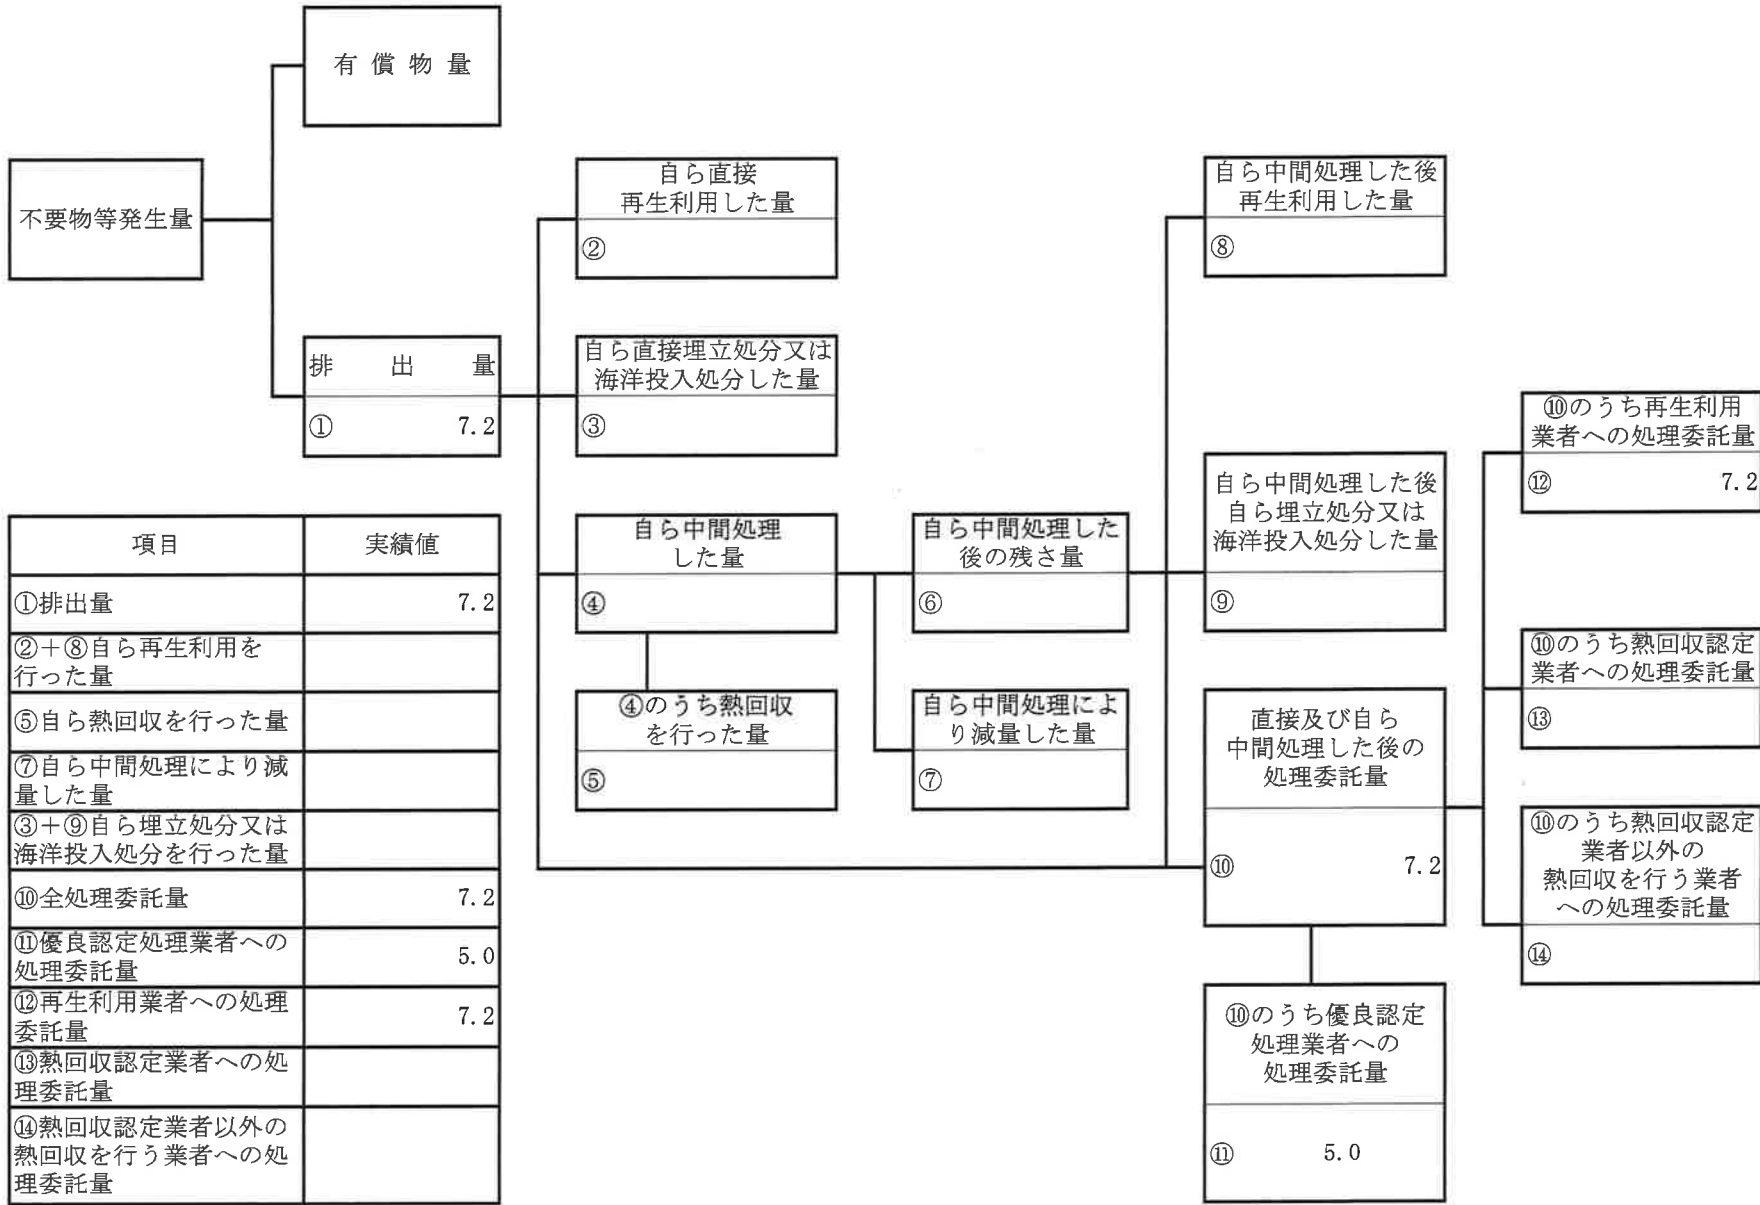 有償物量
不要物等発生量
排出量
① 7.2
自ら直接
再生利用した量
②
自ら直接埋立処分又は
海洋投入処分した量
③
自ら中間処理
した量
④
④のうち熱回収
を行った量
⑤
自ら中間処理した
後の残さ量
⑥
自ら中間処理によ
り減量した量
⑦
自ら中間処理した後
再生利用した量
⑧
自ら中間処理した後
自ら埋立処分又は
海洋投入処分した量
⑨
直接及び自ら
中間処理した後の
処理委託量
⑩ 7.2
⑩のうち優良認定
処理業者への
処理委託量
⑪ 5.0
⑩のうち再生利用
業者への処理委託量
⑫ 7.2
⑩のうち熱回収認定
業者への処理委託量
⑬
⑩のうち熱回収認定
業者以外の
熱回収を行う業者
への処理委託量
⑭
項目 実績値
①排出量 7.2
②+⑧自ら再生利用を
行った量
⑤自ら熱回収を行った量
⑦自ら中間処理により減
量した量
③+⑨自ら埋立処分又は
海洋投入処分を行った量
⑩全処理委託量 7.2
⑪優良認定処理業者への
処理委託量 5.0
⑫再生利用業者への処理
委託量 7.2
⑬熱回収認定業者への処
理委託量
⑭熱回収認定業者以外の
熱回収を行う業者への処
理委託量